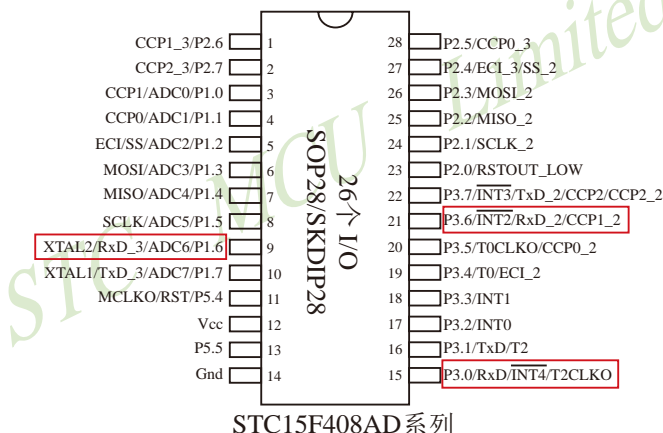 CCP1_3/P2.6 1
CCP2_3/P2.7 2
CCP1/ADC0/P1.0 3
CCP0/ADC1/P1.1 4
ECI/SS/ADC2/P1.2 5
MOSI/ADC3/P1.3 6
MISO/ADC4/P1.4 7
SCLK/ADC5/P1.5 8
XTAL2/RxD_3/ADC6/P1.6 9
XTAL1/TxD_3/ADC7/P1.7 10
MCLKO/RST/P5.4 11
Vcc 12
P5.5 13
Gnd 14
26个 I/O
SOP28/SKDIP28
28 P2.5/CCP0_3
27 P2.4/ECI_3/SS_2
26 P2.3/MOSI_2
25 P2.2/MISO_2
24 P2.1/SCLK_2
23 P2.0/RSTOUT_LOW
22 P3.7/INT3/TxD_2/CCP2/CCP2_2
21 P3.6/INT2/RxD_2/CCP1_2
20 P3.5/T0CLKO/CCP0_2
19 P3.4/T0/ECI_2
18 P3.3/INT1
17 P3.2/INT0
16 P3.1/TxD/T2
15 P3.0/RxD/INT4/T2CLKO
STC15F408AD系列
STC MCU Limited